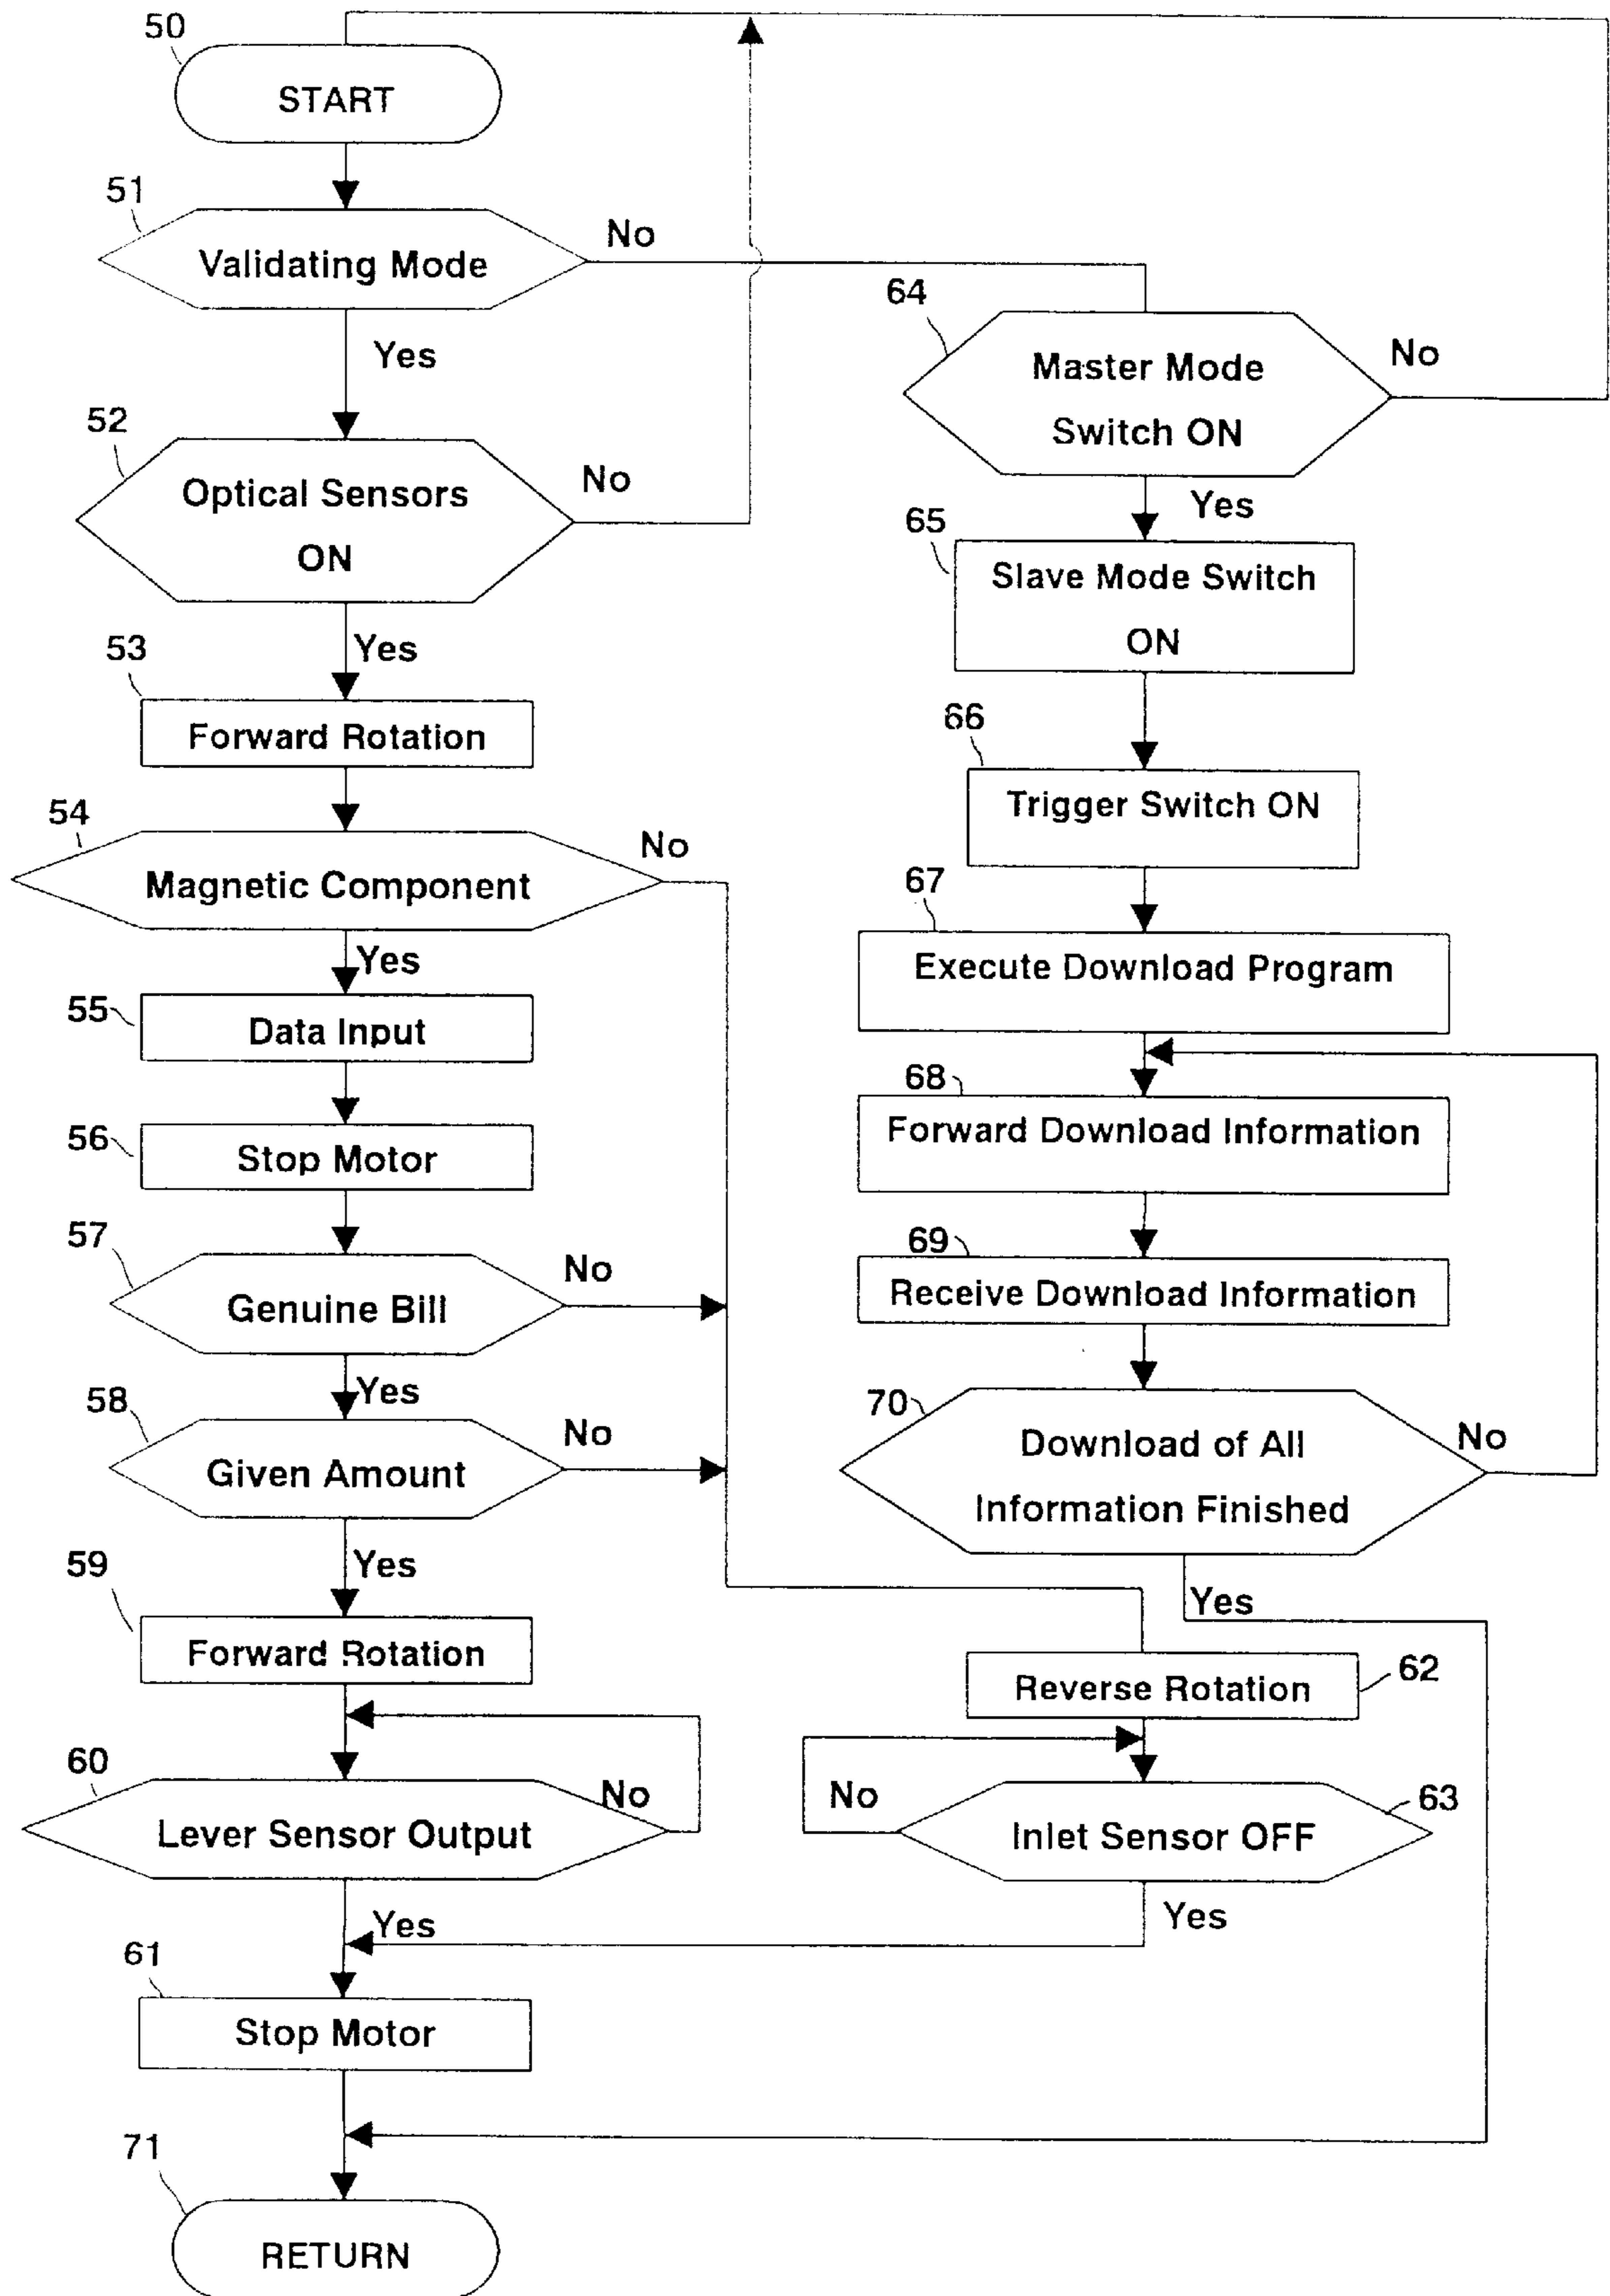 50
START
51
Validating Mode
No
Yes
52
Optical Sensors
ON
No
Yes
53
Forward Rotation
54
Magnetic Component
No
Yes
55
Data Input
56
Stop Motor
57
Genuine Bill
No
Yes
58
Given Amount
No
Yes
59
Forward Rotation
60
Lever Sensor Output
No
Yes
61
Stop Motor
71
RETURN
64
Master Mode
Switch ON
No
Yes
65
Slave Mode Switch
ON
66
Trigger Switch ON
67
Execute Download Program
68
Forward Download Information
69
Receive Download Information
70
Download of All
Information Finished
No
Yes
62
Reverse Rotation
63
Inlet Sensor OFF
No
Yes